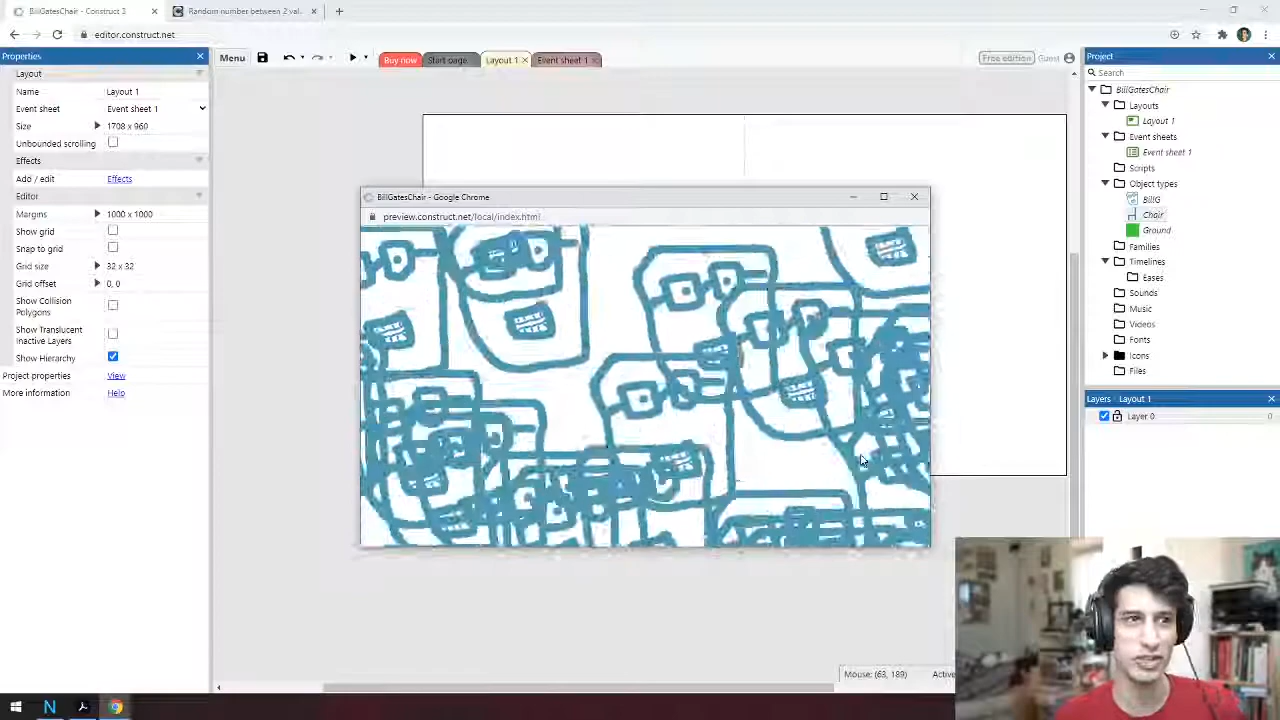 BillGatesChair - Construct 3
Random number between 2 val...
editor.construct.net
Properties
Layout
Name Layout 1
Event sheet Event sheet 1
Size 1708 x 960
Unbounded scrolling
Effects
Add / edit Effects
Editor
Margins 1000 x 1000
Show grid
Snap to grid
Grid size 32 x 32
Grid offset 0, 0
Show Collision
Polygons
Show Translucent
Inactive Layers
Show Hierarchy
Project properties View
More information Help
Menu
Buy now
Start page
Layout 1
Event sheet 1
Free edition
Guest
BillGatesChair - Google Chrome
preview.construct.net/local/index.html
Mouse: (63, 189)
Active
Project
Search
BillGatesChair
Layouts
Layout 1
Event sheets
Event sheet 1
Scripts
Object types
BillG
Chair
Ground
Families
Timelines
Eases
Sounds
Music
Videos
Fonts
Icons
Files
Layers - Layout 1
Layer 0
0